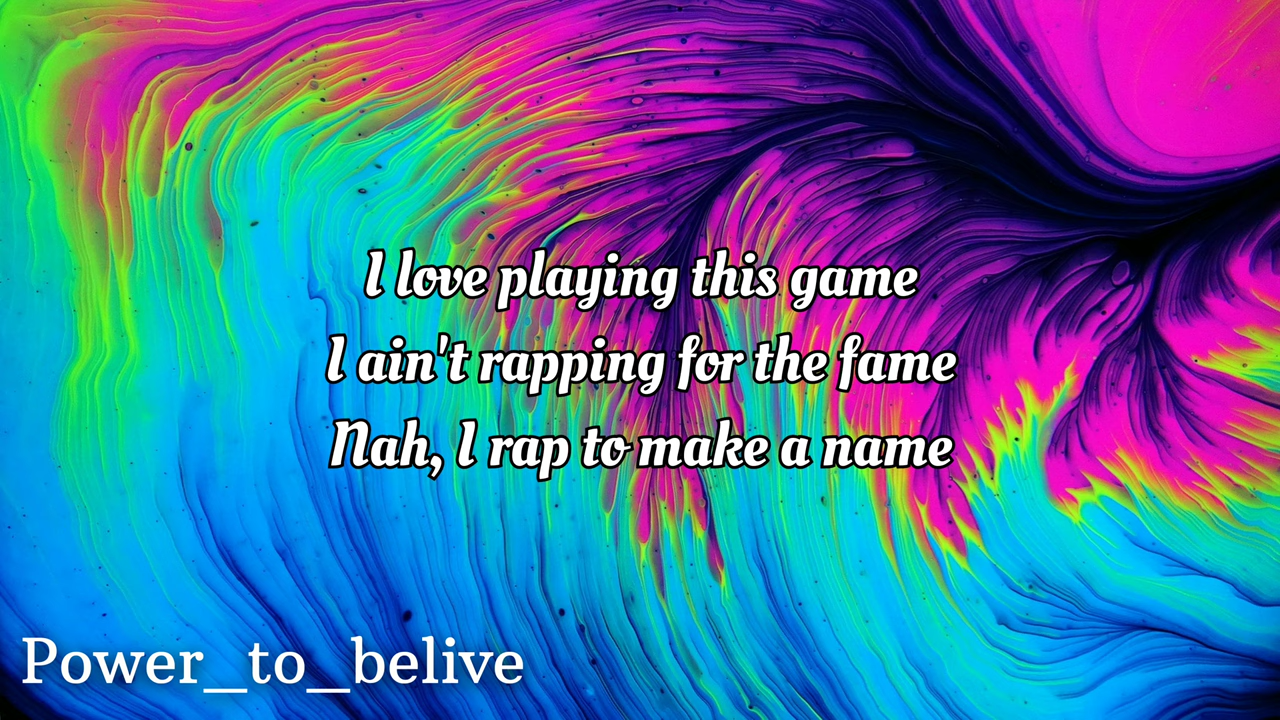 I love playing this game
I ain't rapping for the fame
Nah, I rap to make a name
Power_to_belive